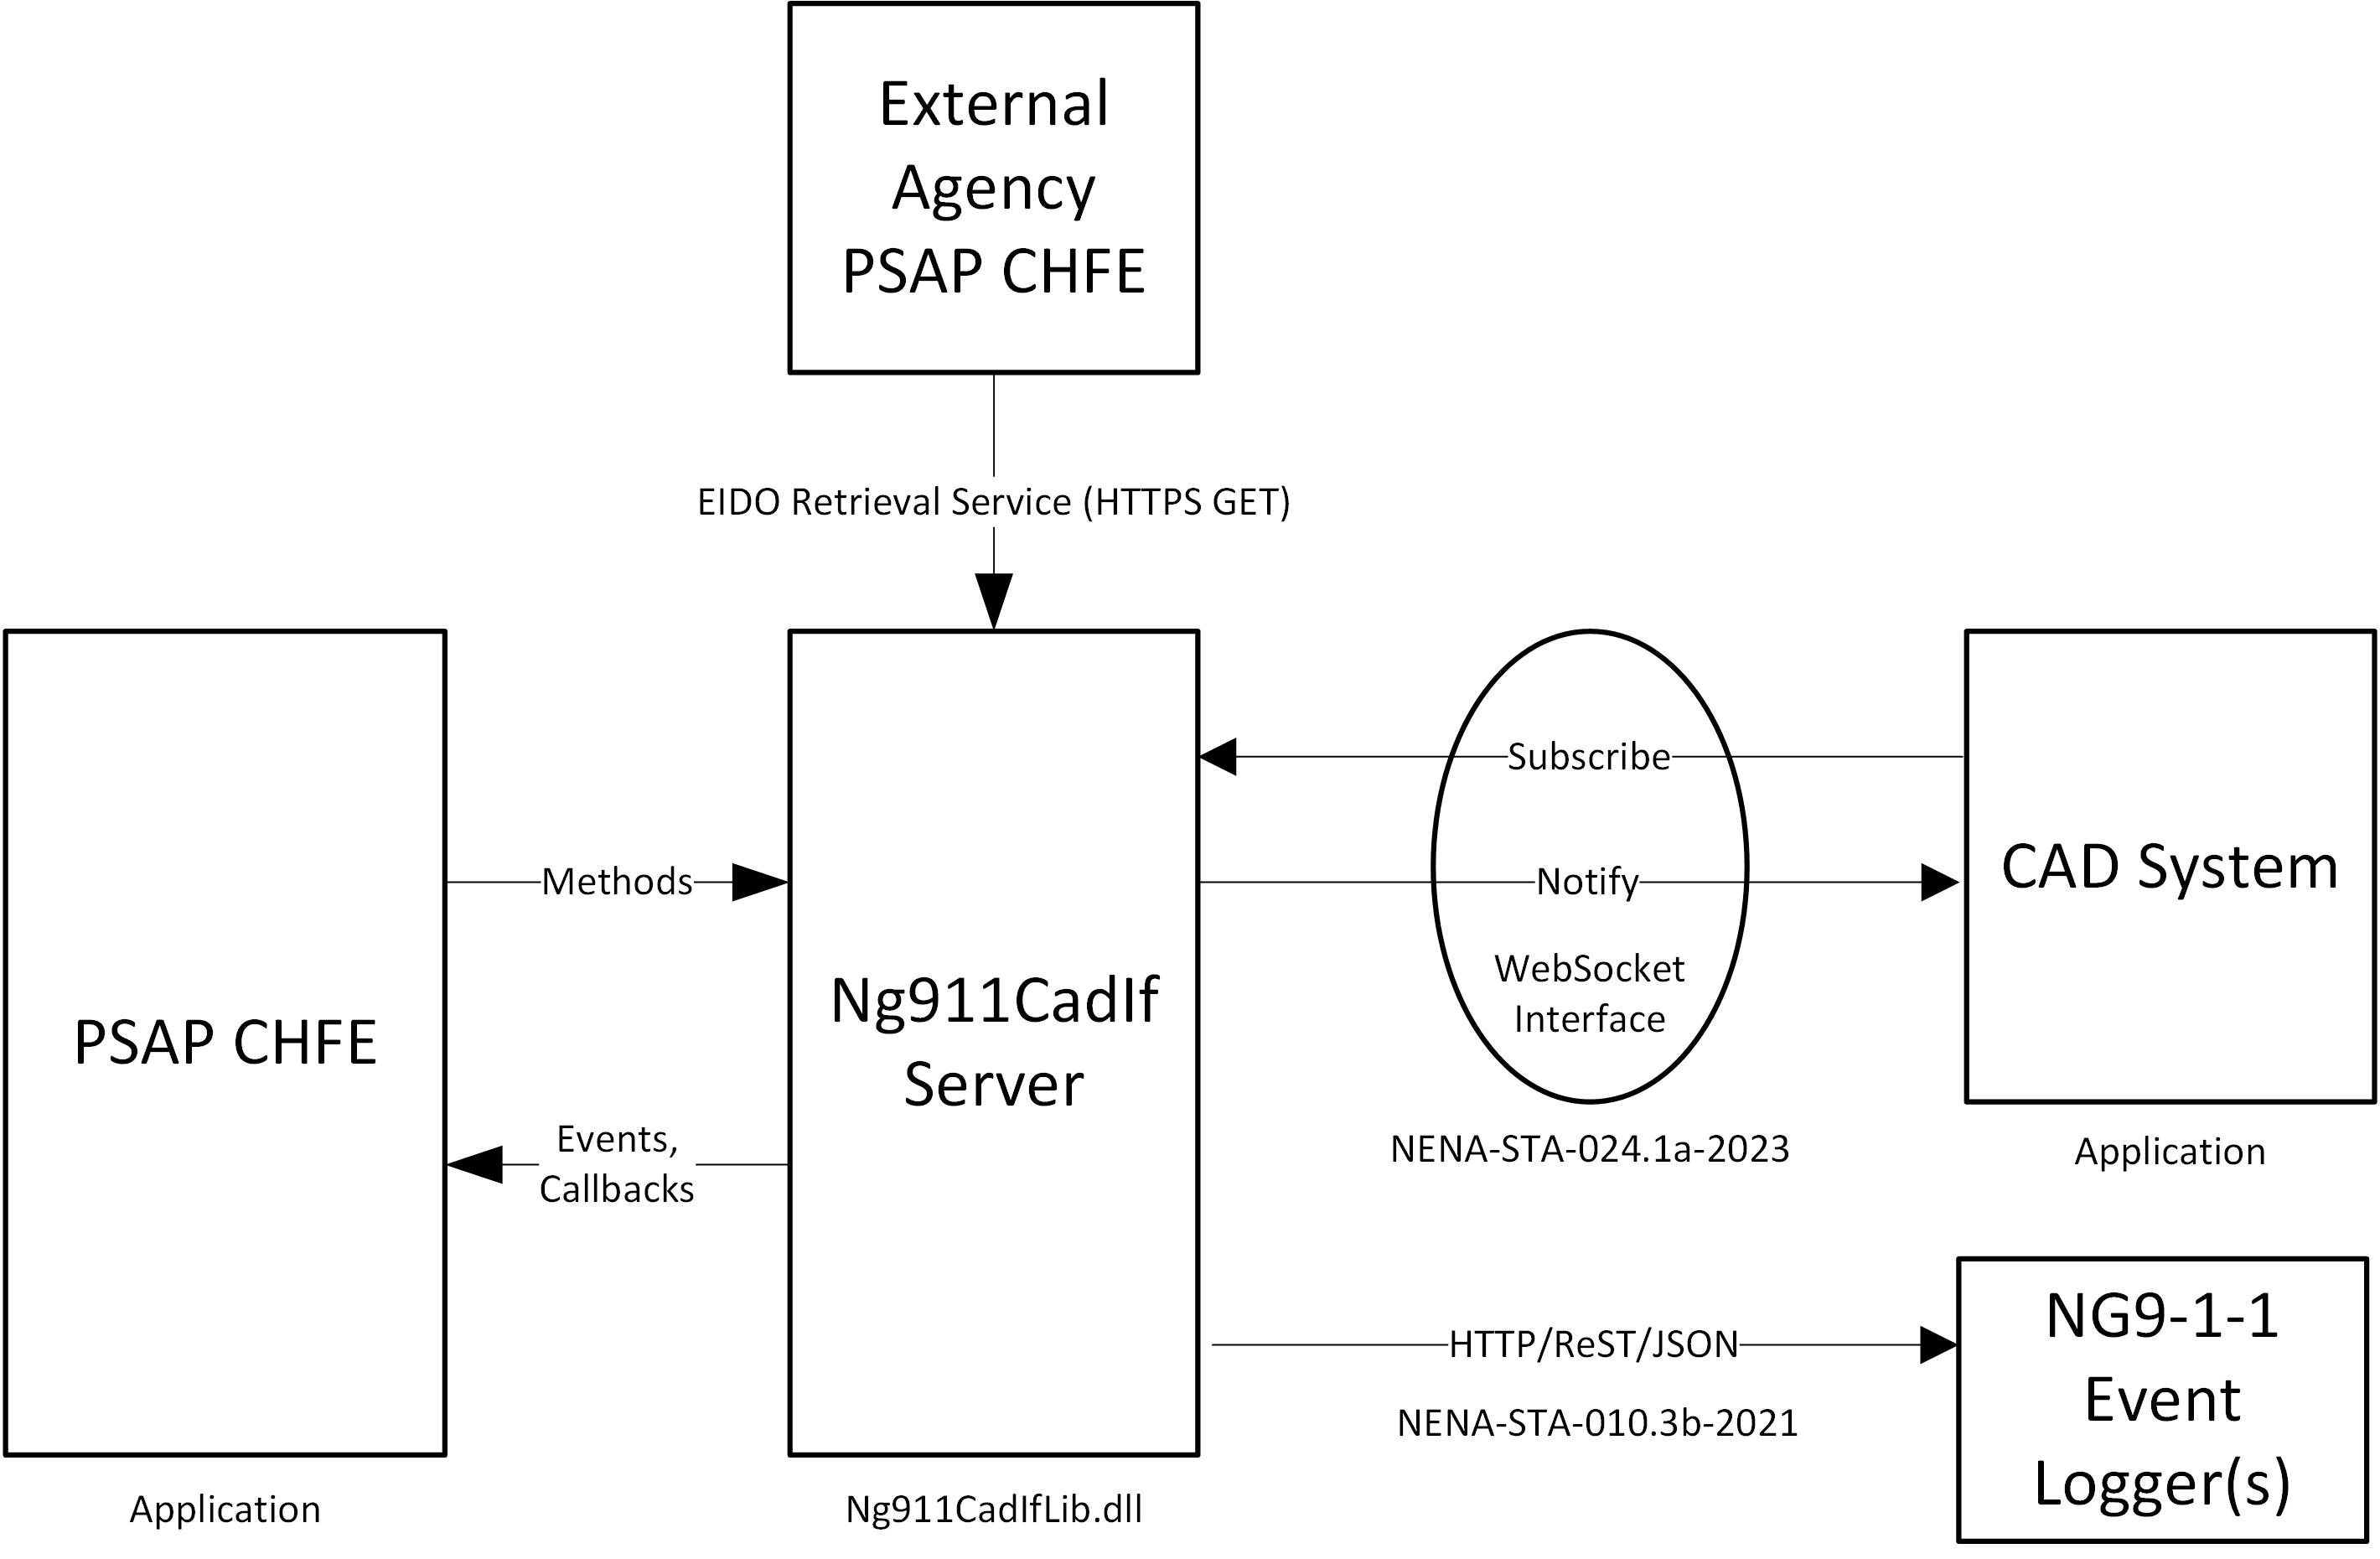 External
Agency
PSAP CHFE
EIDO Retrieval Service (HTTPS GET)
Subscribe
Methods
Notify
CAD System
WebSocket
Interface
PSAP CHFE
Ng911CadIf
Server
Events,
Callbacks
NENA-STA-024.1a-2023
Application
HTTP/ReST/JSON
NENA-STA-010.3b-2021
NG9-1-1
Event
Logger(s)
Application
Ng911CadIfLib.dll